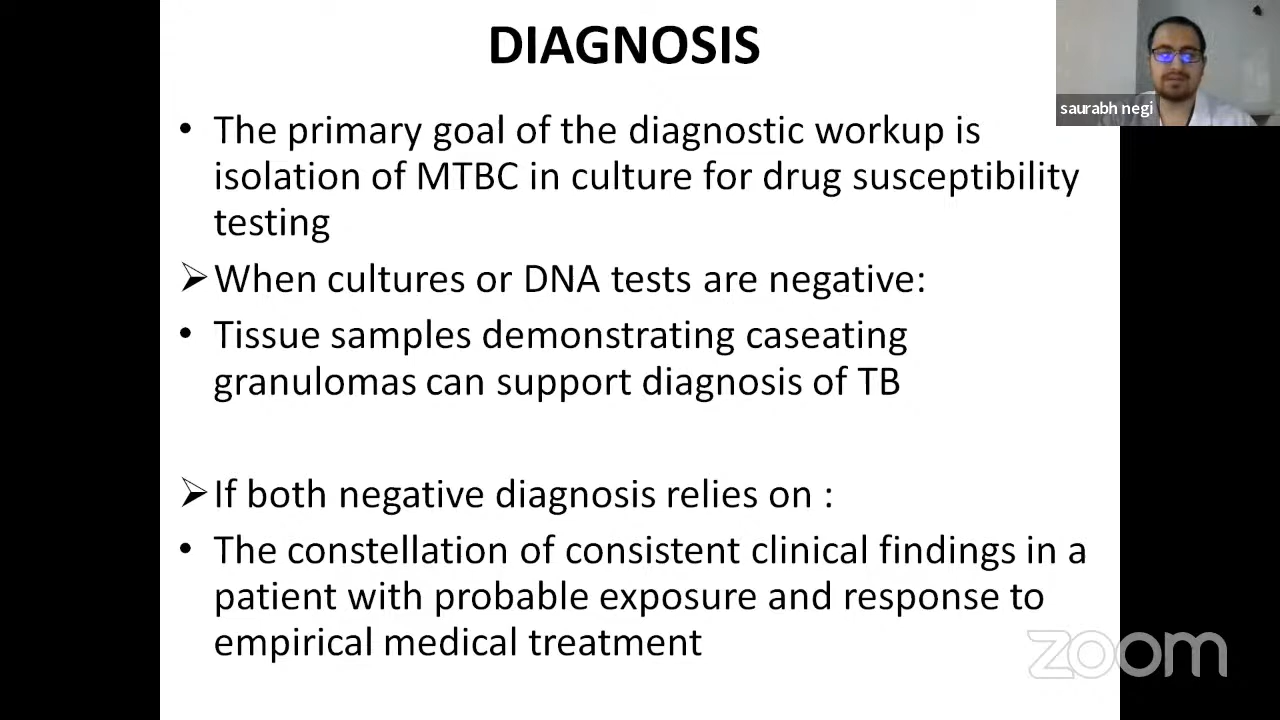 DIAGNOSIS
saurabh negi
• The primary goal of the diagnostic workup is
isolation of MTBC in culture for drug susceptibility
testing
➢When cultures or DNA tests are negative:
• Tissue samples demonstrating caseating
granulomas can support diagnosis of TB
➢If both negative diagnosis relies on :
• The constellation of consistent clinical findings in a
patient with probable exposure and response to
empirical medical treatment
zoom